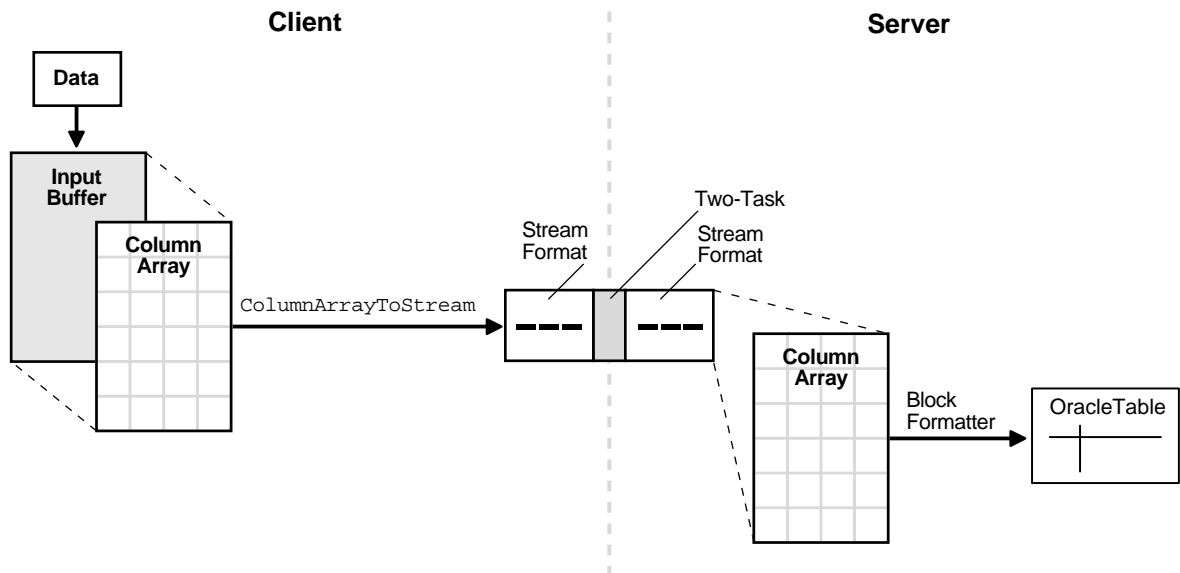 Client
Server
Data
Input
Buffer
Column
Array
ColumnArrayToStream
Stream
Format
Two-Task
Stream
Format
Column
Array
Block
Formatter
OracleTable